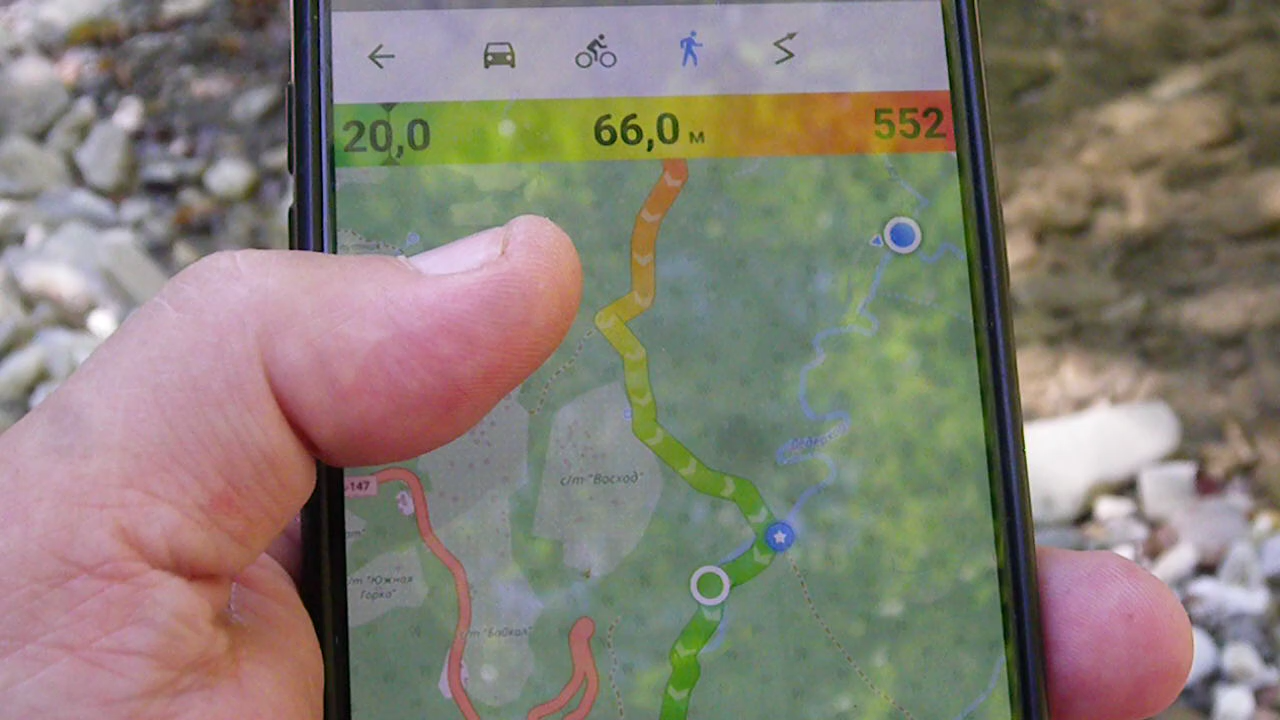 20,0 66,0 м 552
с/т "Восход"
-147
/т "Южная
Горка"